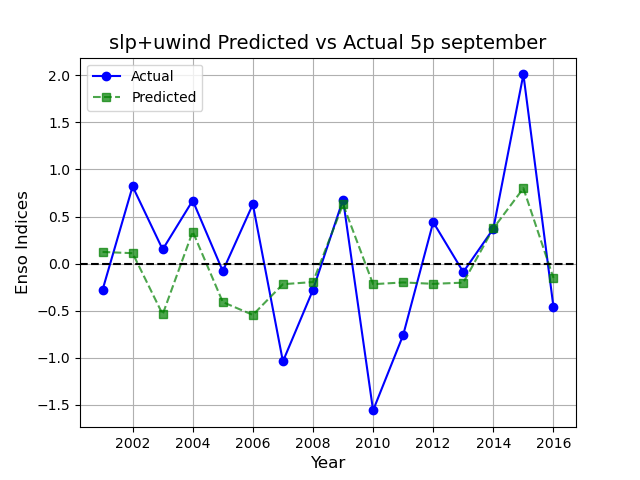 slp+uwind Predicted vs Actual 5p september
Actual
Predicted
2.0
1.5
1.0
0.5
0.0
−0.5
−1.0
−1.5
Enso Indices
2002 2004 2006 2008 2010 2012 2014 2016
Year